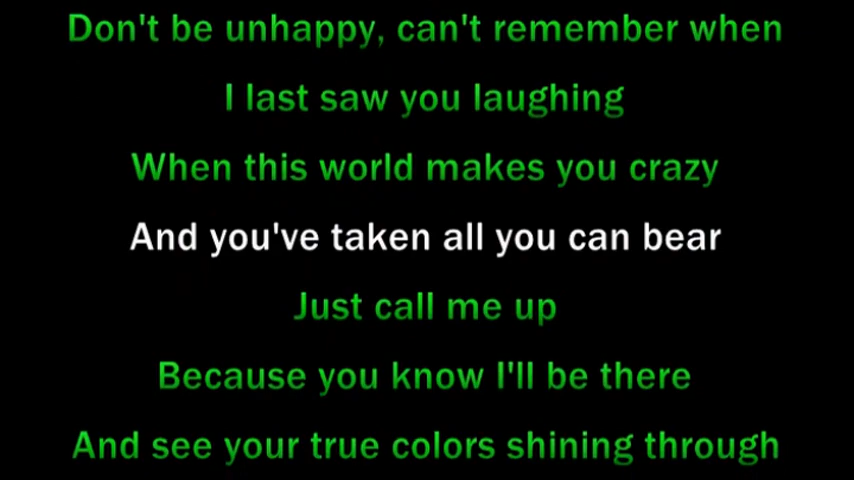 Don't be unhappy, can't remember when
I last saw you laughing
When this world makes you crazy
And you've taken all you can bear
Just call me up
Because you know I'll be there
And see your true colors shining through